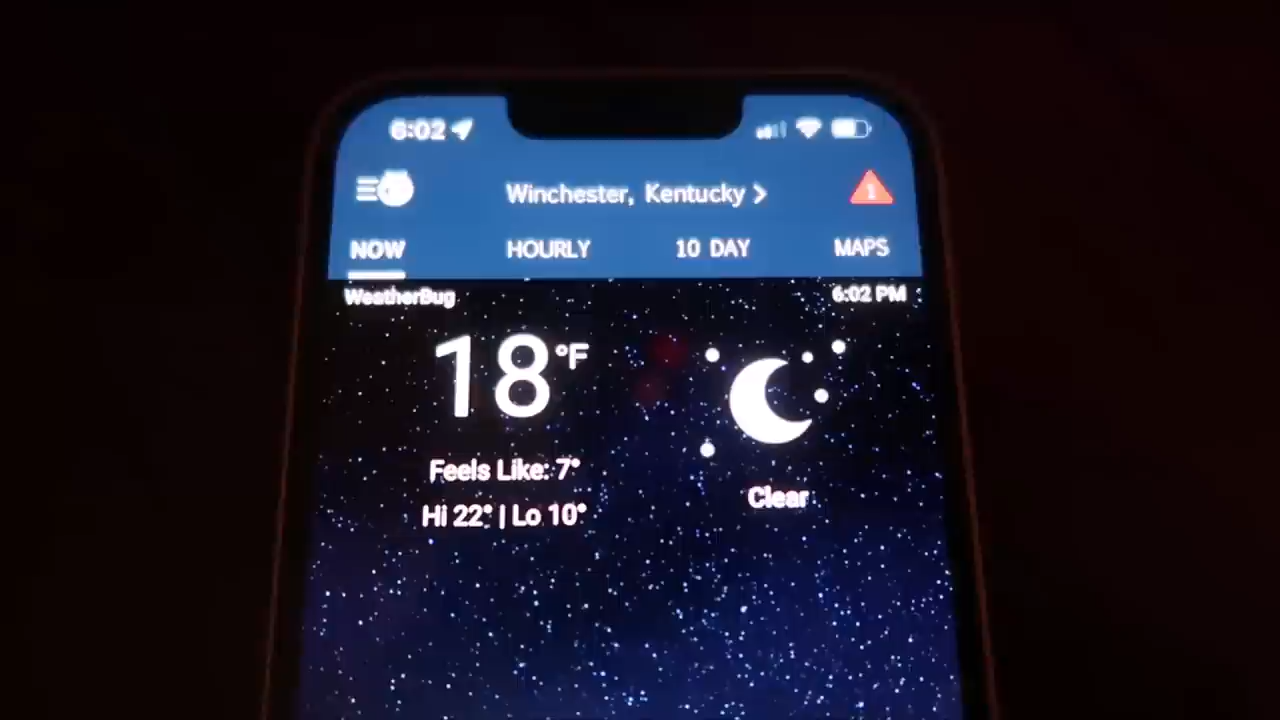 6:02
Winchester, Kentucky >
1
NOW HOURLY 10 DAY MAPS
WeatherBug 6:02 PM
18°F
Feels Like: 7°
Hi 22° | Lo 10°
Clear